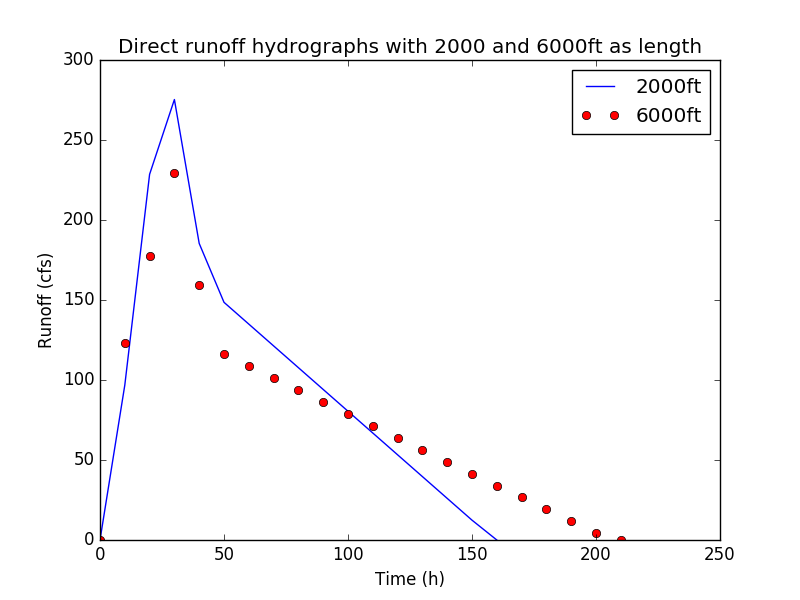 Direct runoff hydrographs with 2000 and 6000ft as length
300
250
200
150
100
50
0
Runoff (cfs)
2000ft
6000ft
0 50 100 150 200 250
Time (h)